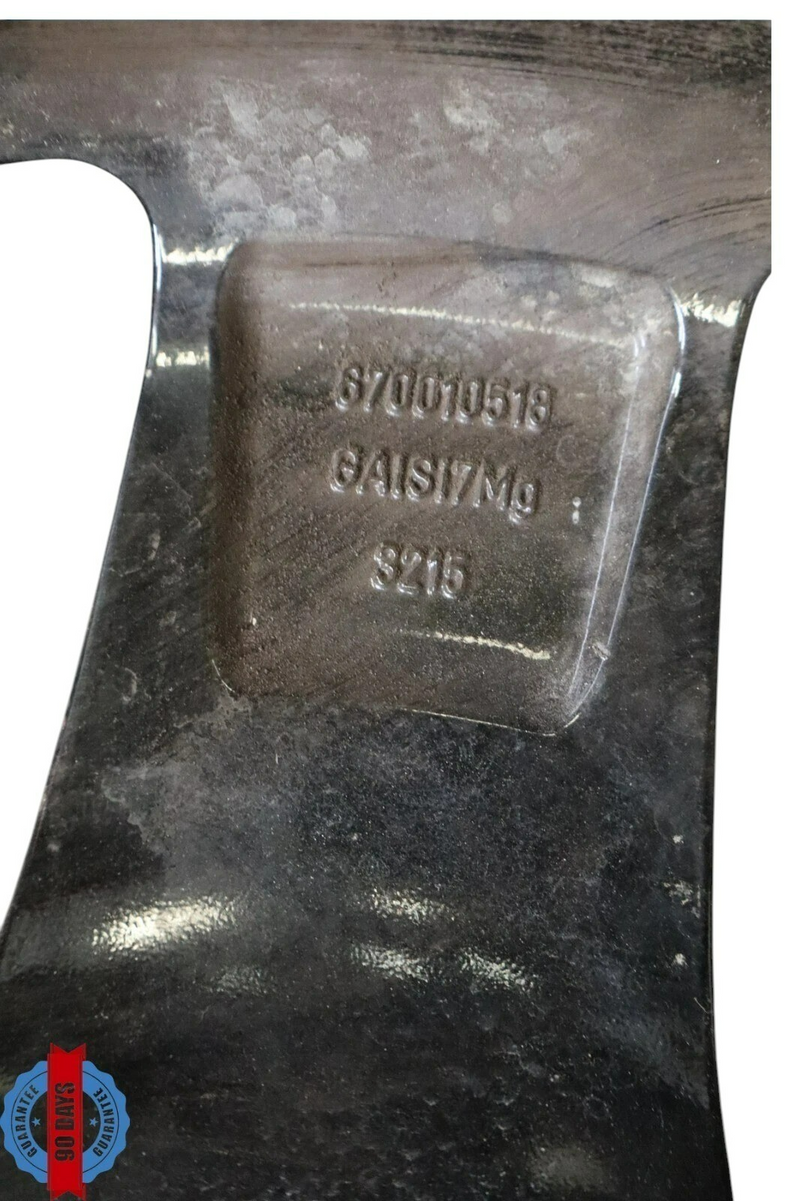 670010518
GAlSi7Mg
3215
GUARANTEE
90 DAYS
GUARANTEE